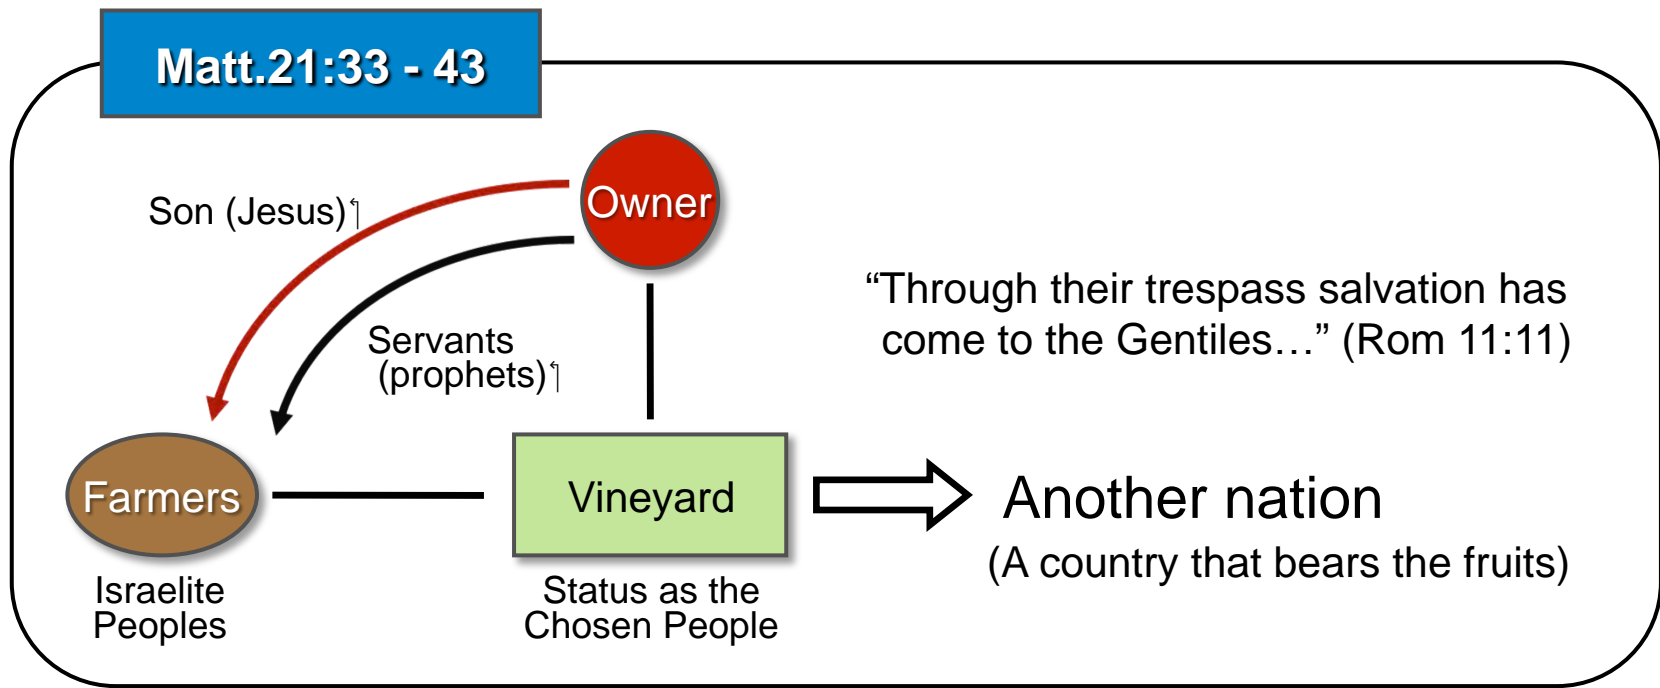 Matt.21:33 - 43
Owner
Son (Jesus)
Servants
(prophets)
“Through their trespass salvation has
come to the Gentiles…” (Rom 11:11)
Farmers
Vineyard
Another nation
(A country that bears the fruits)
Israelite
Peoples
Status as the
Chosen People